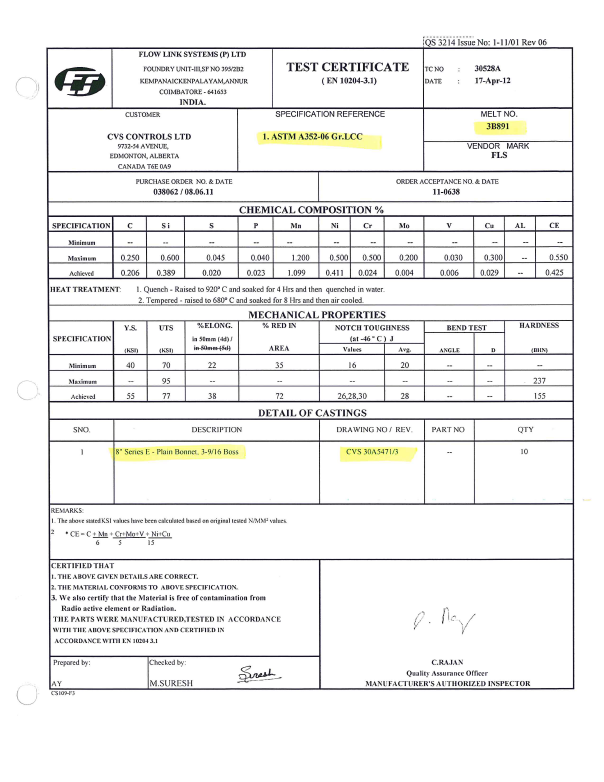 QS 3214 Issue No: 1-11/01 Rev 06
FLOW LINK SYSTEMS (P) LTD
FOUNDRY UNIT-III,SF NO 395/2B2
KEMPANAICKENPALAYAM,ANNUR
COIMBATORE - 641653
INDIA.
TEST CERTIFICATE
( EN 10204-3.1)
TC NO : 30528A
DATE : 17-Apr-12
CUSTOMER
CVS CONTROLS LTD
9732-54 AVENUE,
EDMONTON, ALBERTA
CANADA T6E 0A9
SPECIFICATION REFERENCE
1. ASTM A352-06 Gr.LCC
MELT NO.
3B891
VENDOR MARK
FLS
PURCHASE ORDER NO. & DATE
038062 / 08.06.11
ORDER ACCEPTANCE NO. & DATE
11-0638
CHEMICAL COMPOSITION %
SPECIFICATION C Si S P Mn Ni Cr Mo V Cu AL CE
Minimum -- -- -- -- -- -- -- -- -- -- -- --
Maximum 0.250 0.600 0.045 0.040 1.200 0.500 0.500 0.200 0.030 0.300 -- 0.550
Achieved 0.206 0.389 0.020 0.023 1.099 0.411 0.024 0.004 0.006 0.029 -- 0.425
HEAT TREATMENT: 1. Quench - Raised to 920° C and soaked for 4 Hrs and then quenched in water.
2. Tempered - raised to 680° C and soaked for 8 Hrs and then air cooled.
MECHANICAL PROPERTIES
SPECIFICATION Y.S. UTS %ELONG. % RED IN NOTCH TOUGHNESS BEND TEST HARDNESS
in 50mm (4d) / (at -46°C) J
(KSI) (KSI) in 50mm (5d) AREA Values Avg. ANGLE D (BHN)
Minimum 40 70 22 35 16 20 -- -- --
Maximum -- 95 -- -- -- -- -- -- 237
Achieved 55 77 38 72 26,28,30 28 -- -- 155
DETAIL OF CASTINGS
SNO. DESCRIPTION DRAWING NO / REV. PART NO QTY
1 8" Series E - Plain Bonnet, 3-9/16 Boss CVS 30A5471/3 -- 10
REMARKS:
1. The above stated KSI values have been calculated based on original tested N/MM² values.
2 * CE = C + Mn + Cr+Mo+V + Ni+Cu
6 5 15
CERTIFIED THAT
1. THE ABOVE GIVEN DETAILS ARE CORRECT.
2. THE MATERIAL CONFORMS TO ABOVE SPECIFICATION.
3. We also certify that the Material is free of contamination from
Radio active element or Radiation.
THE PARTS WERE MANUFACTURED,TESTED IN ACCORDANCE
WITH THE ABOVE SPECIFICATION AND CERTIFIED IN
ACCORDANCE WITH EN 10204 3.1
Prepared by: Checked by:
Suresh
AY M.SURESH
C.RAJAN
Quality Assurance Officer
MANUFACTURER'S AUTHORIZED INSPECTOR
CS109-F3